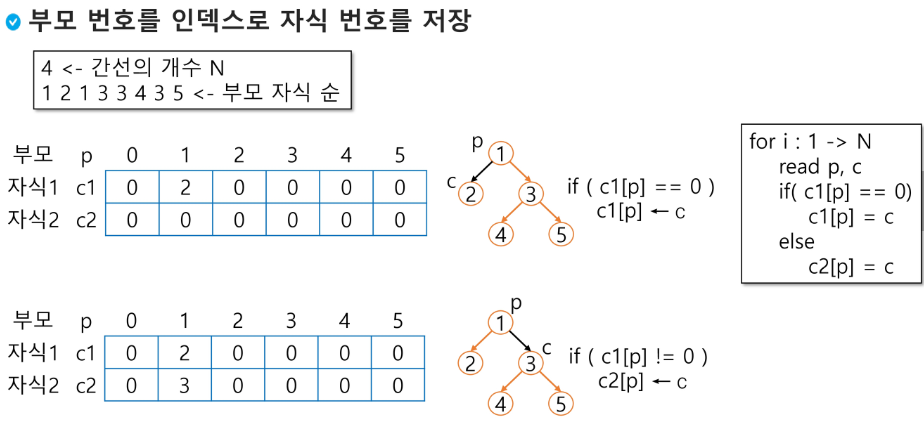 부모 번호를 인덱스로 자식 번호를 저장
4 <- 간선의 개수 N
1 2 1 3 3 4 3 5 <- 부모 자식 순
부모 p 0 1 2 3 4 5
자식1 c1 0 2 0 0 0 0
자식2 c2 0 0 0 0 0 0
p
1
c 2 3
4 5
if ( c1[p] == 0 )
c1[p] ← c
for i : 1 -> N
read p, c
if( c1[p] == 0)
c1[p] = c
else
c2[p] = c
부모 p 0 1 2 3 4 5
자식1 c1 0 2 0 0 0 0
자식2 c2 0 3 0 0 0 0
p
1
2 3 c
4 5
if ( c1[p] != 0 )
c2[p] ← c